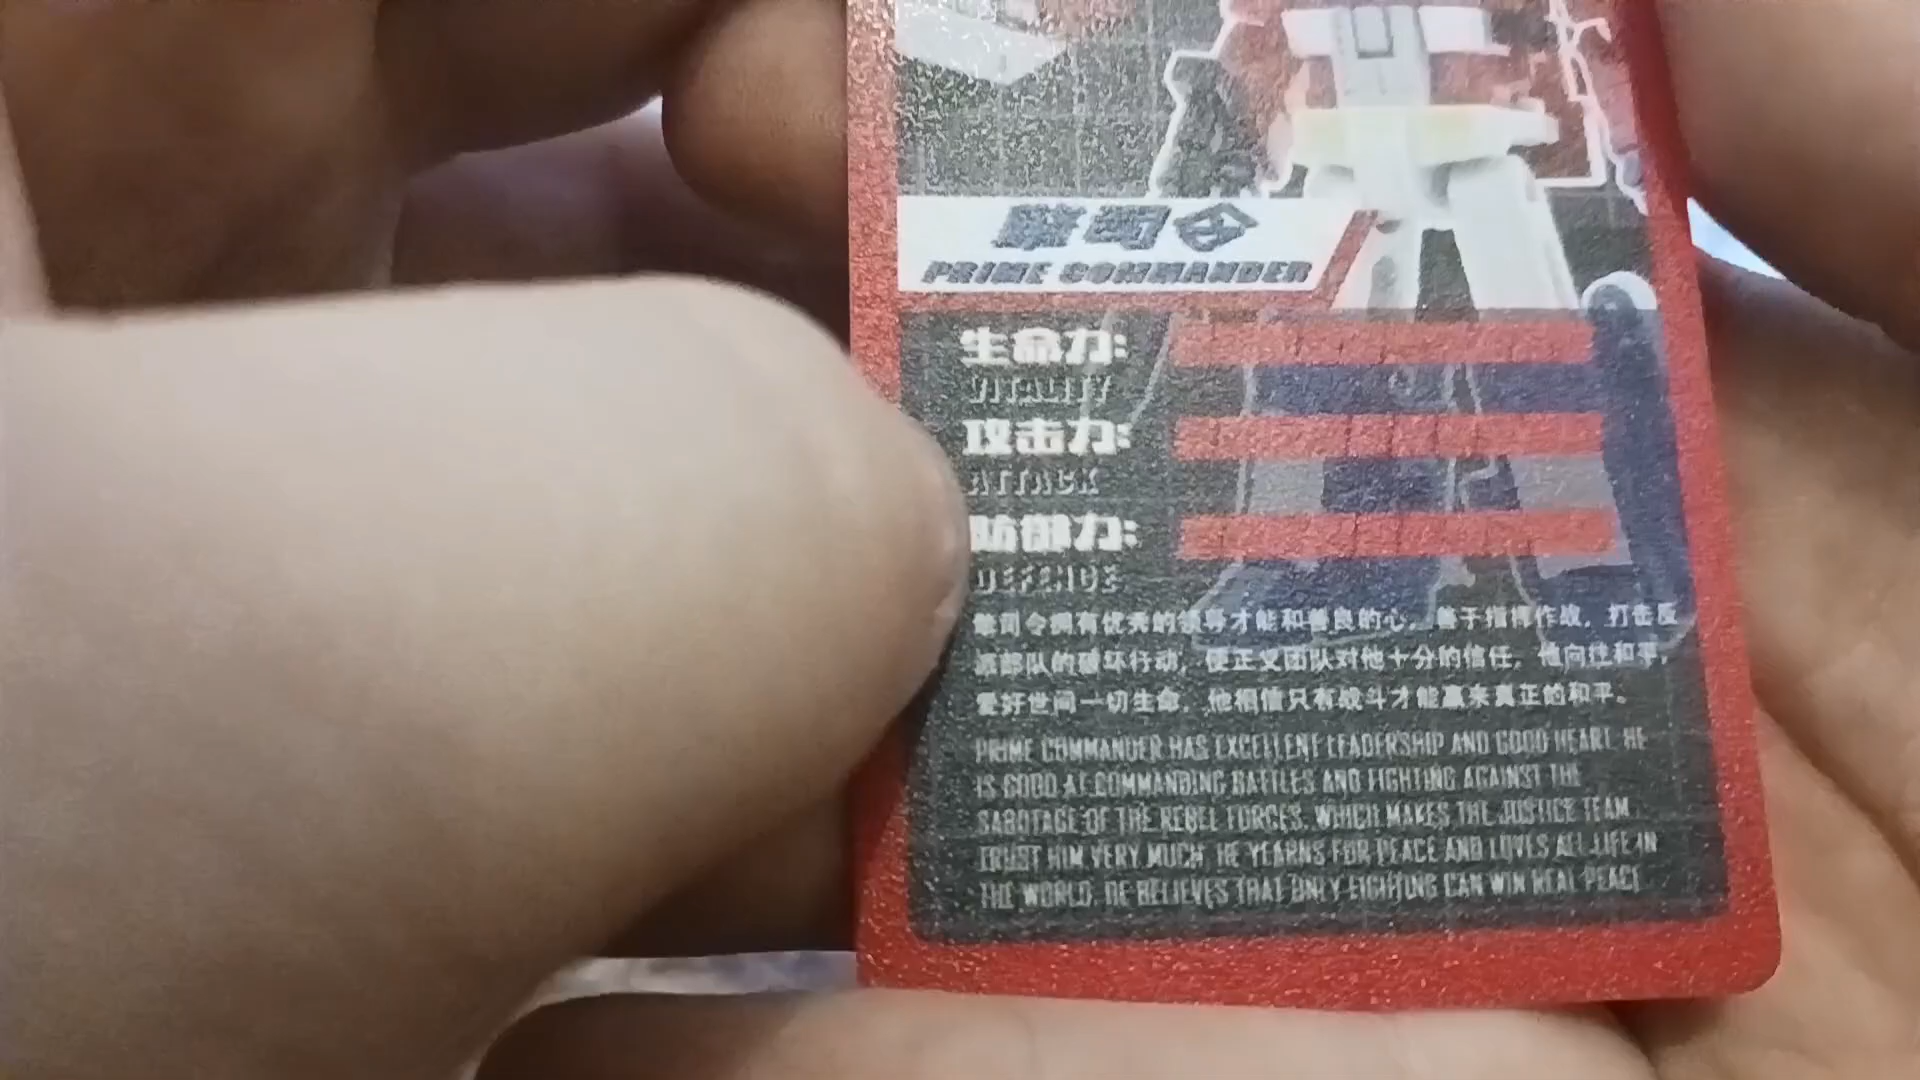 擎司令
PRIME COMMANDER
生命力:
VITALITY
攻击力:
ATTACK
防御力:
DEFENCE
擎司令拥有优秀的领导才能和善良的心，善于指挥作战，打击反
派部队的破坏行动，使正义团队对他十分的信任，他向往和平，
爱好世间一切生命，他相信只有战斗才能赢来真正的和平。
PRIME COMMANDER HAS EXCELLENT LEADERSHIP AND GOOD HEART. HE
IS GOOD AT COMMANDING BATTLES AND FIGHTING AGAINST THE
SABOTAGE OF THE REBEL FORCES, WHICH MAKES THE JUSTICE TEAM
TRUST HIM VERY MUCH. HE YEARNS FOR PEACE AND LOVES ALL LIFE IN
THE WORLD. HE BELIEVES THAT ONLY FIGHTING CAN WIN REAL PEACE